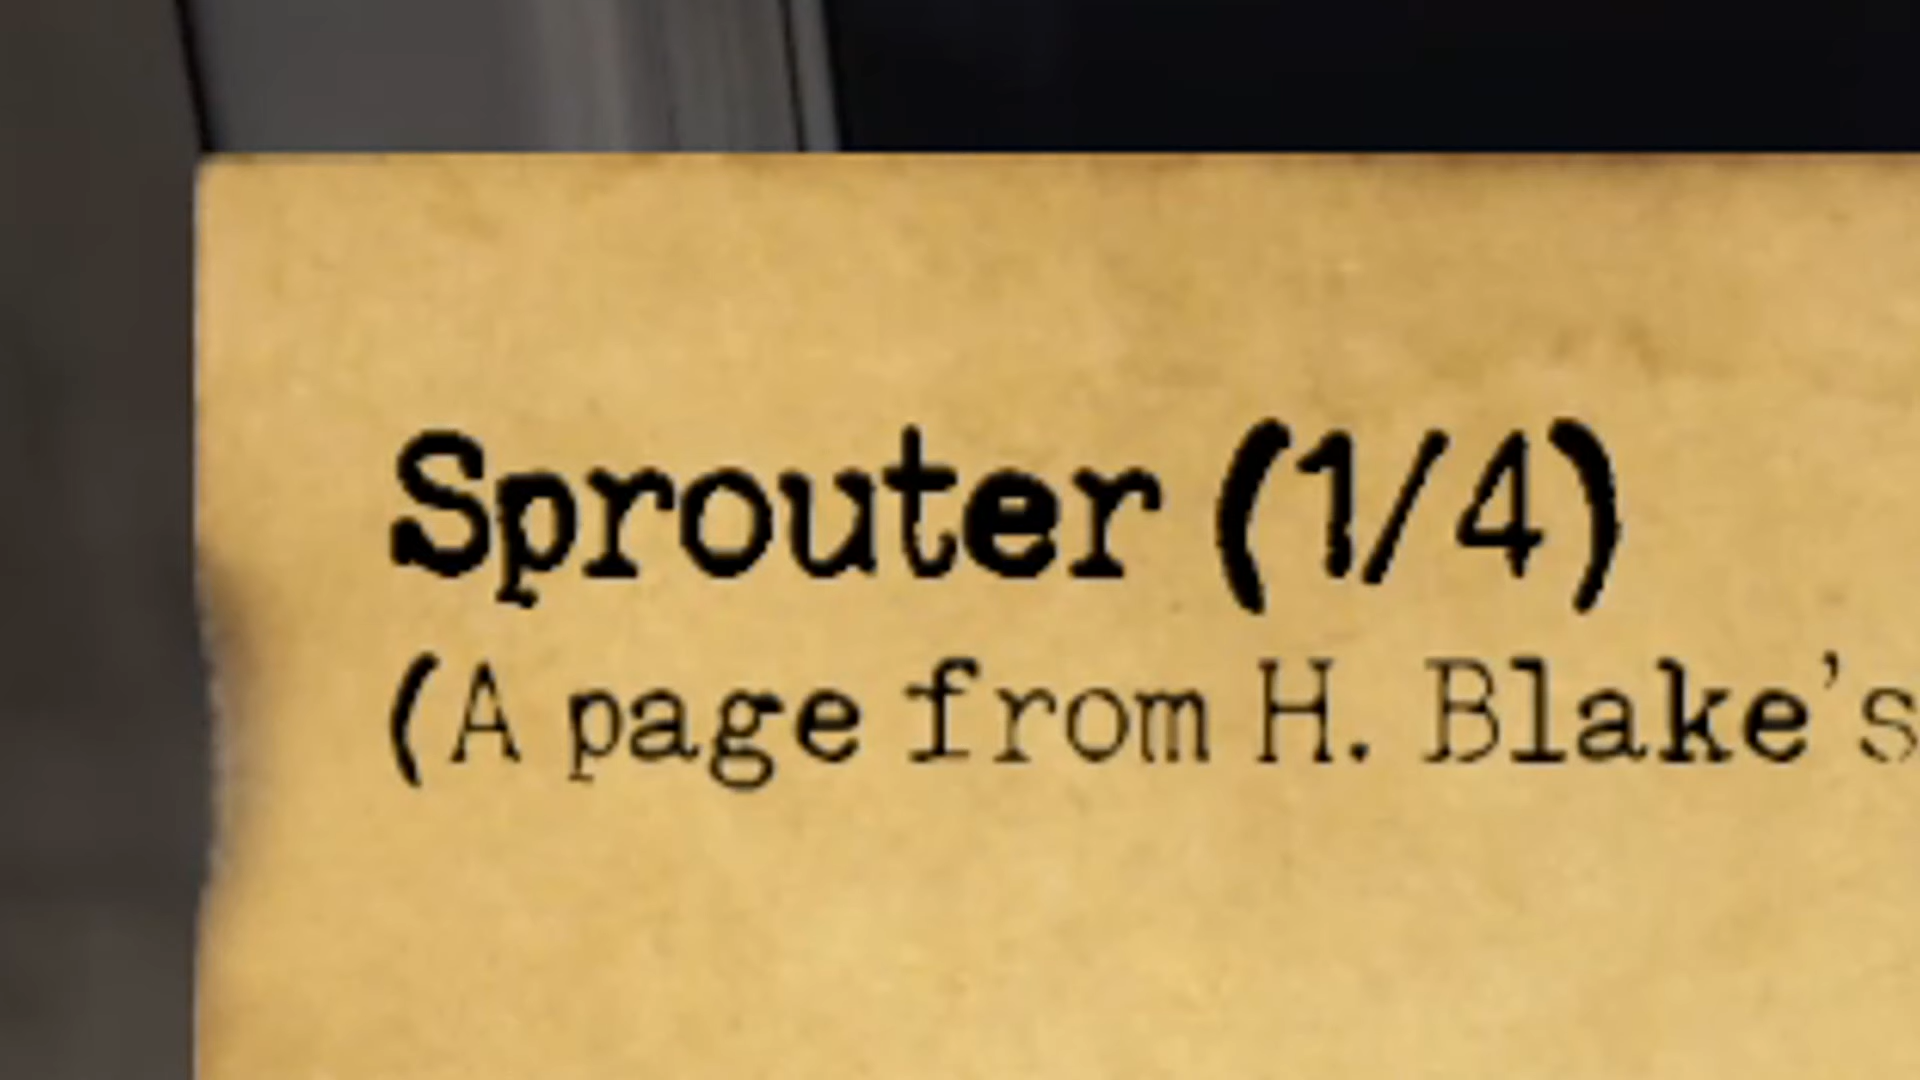 Sprouter (1/4)
(A page from H. Blake's